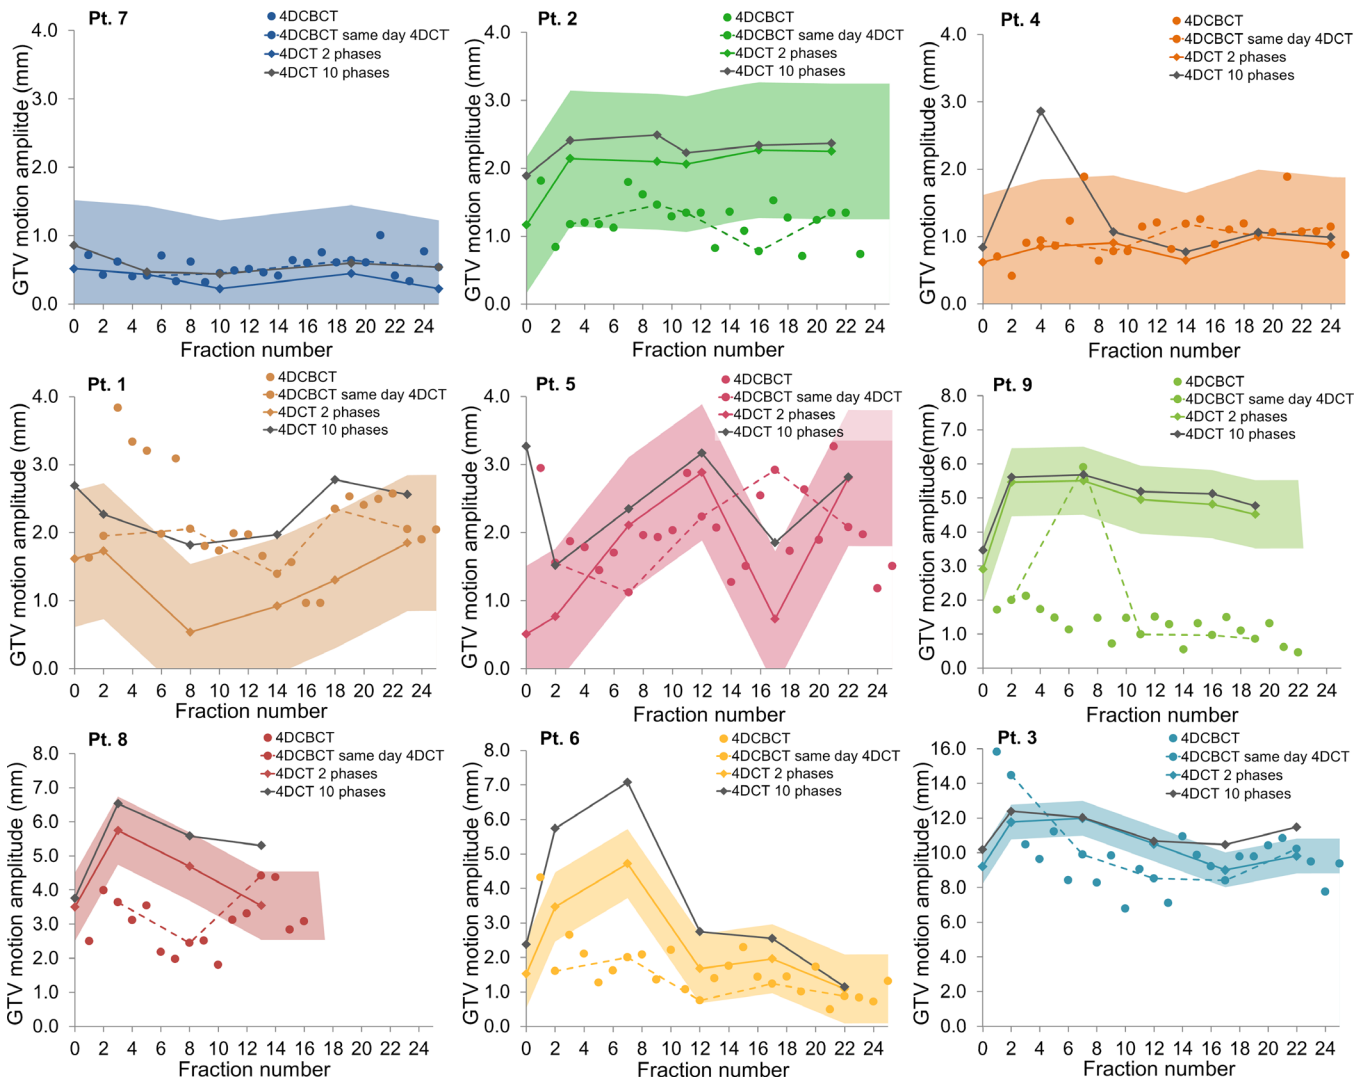 Pt. 7
4DCBCT
4DCBCT same day 4DCT
4DCT 2 phases
4DCT 10 phases
GTV motion amplitde (mm)
4.0
3.0
2.0
1.0
0.0
0 2 4 6 8 10 12 14 16 18 20 22 24
Fraction number
Pt. 2
4DCBCT
4DCBCT same day 4DCT
4DCT 2 phases
4DCT 10 phases
GTV motion amplitude (mm)
4.0
3.0
2.0
1.0
0.0
0 2 4 6 8 10 12 14 16 18 20 22 24
Fraction number
Pt. 4
4DCBCT
4DCBCT same day 4DCT
4DCT 2 phases
4DCT 10 phases
GTV motion amplitude (mm)
4.0
3.0
2.0
1.0
0.0
0 2 4 6 8 10 12 14 16 18 20 22 24
Fraction number
Pt. 1
4DCBCT
4DCBCT same day 4DCT
4DCT 2 phases
4DCT 10 phases
GTV motion amplitude (mm)
4.0
3.0
2.0
1.0
0.0
0 2 4 6 8 10 12 14 16 18 20 22 24
Fraction number
Pt. 5
4DCBCT
4DCBCT same day 4DCT
4DCT 2 phases
4DCT 10 phases
GTV motion amplitude (mm)
4.0
3.0
2.0
1.0
0.0
0 2 4 6 8 10 12 14 16 18 20 22 24
Fraction number
Pt. 9
4DCBCT
4DCBCT same day 4DCT
4DCT 2 phases
4DCT 10 phases
GTV motion amplitude(mm)
8.0
7.0
6.0
5.0
4.0
3.0
2.0
1.0
0.0
0 2 4 6 8 10 12 14 16 18 20 22 24
Fraction number
Pt. 8
4DCBCT
4DCBCT same day 4DCT
4DCT 2 phases
4DCT 10 phases
GTV motion amplitude (mm)
8.0
7.0
6.0
5.0
4.0
3.0
2.0
1.0
0.0
0 2 4 6 8 10 12 14 16 18 20 22 24
Fraction number
Pt. 6
4DCBCT
4DCBCT same day 4DCT
4DCT 2 phases
4DCT 10 phases
GTV motion amplitude (mm)
8.0
7.0
6.0
5.0
4.0
3.0
2.0
1.0
0.0
0 2 4 6 8 10 12 14 16 18 20 22 24
Fraction number
Pt. 3
4DCBCT
4DCBCT same day 4DCT
4DCT 2 phases
4DCT 10 phases
GTV motion amplitude (mm)
16.0
14.0
12.0
10.0
8.0
6.0
4.0
2.0
0.0
0 2 4 6 8 10 12 14 16 18 20 22 24
Fraction number